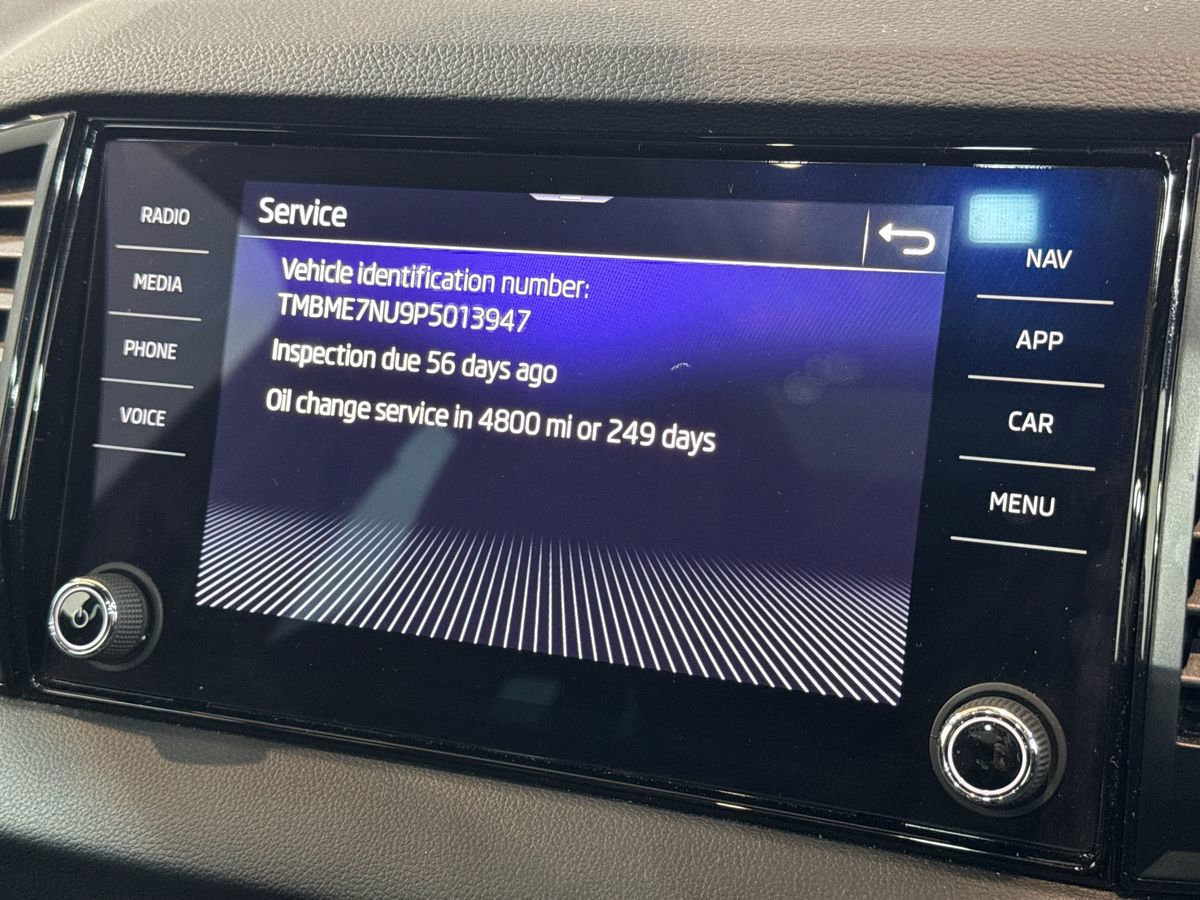 Service
Vehicle identification number:
TMBME7NU9P5013947
Inspection due 56 days ago
Oil change service in 4800 mi or 249 days
RADIO
MEDIA
PHONE
VOICE
NAV
APP
CAR
MENU